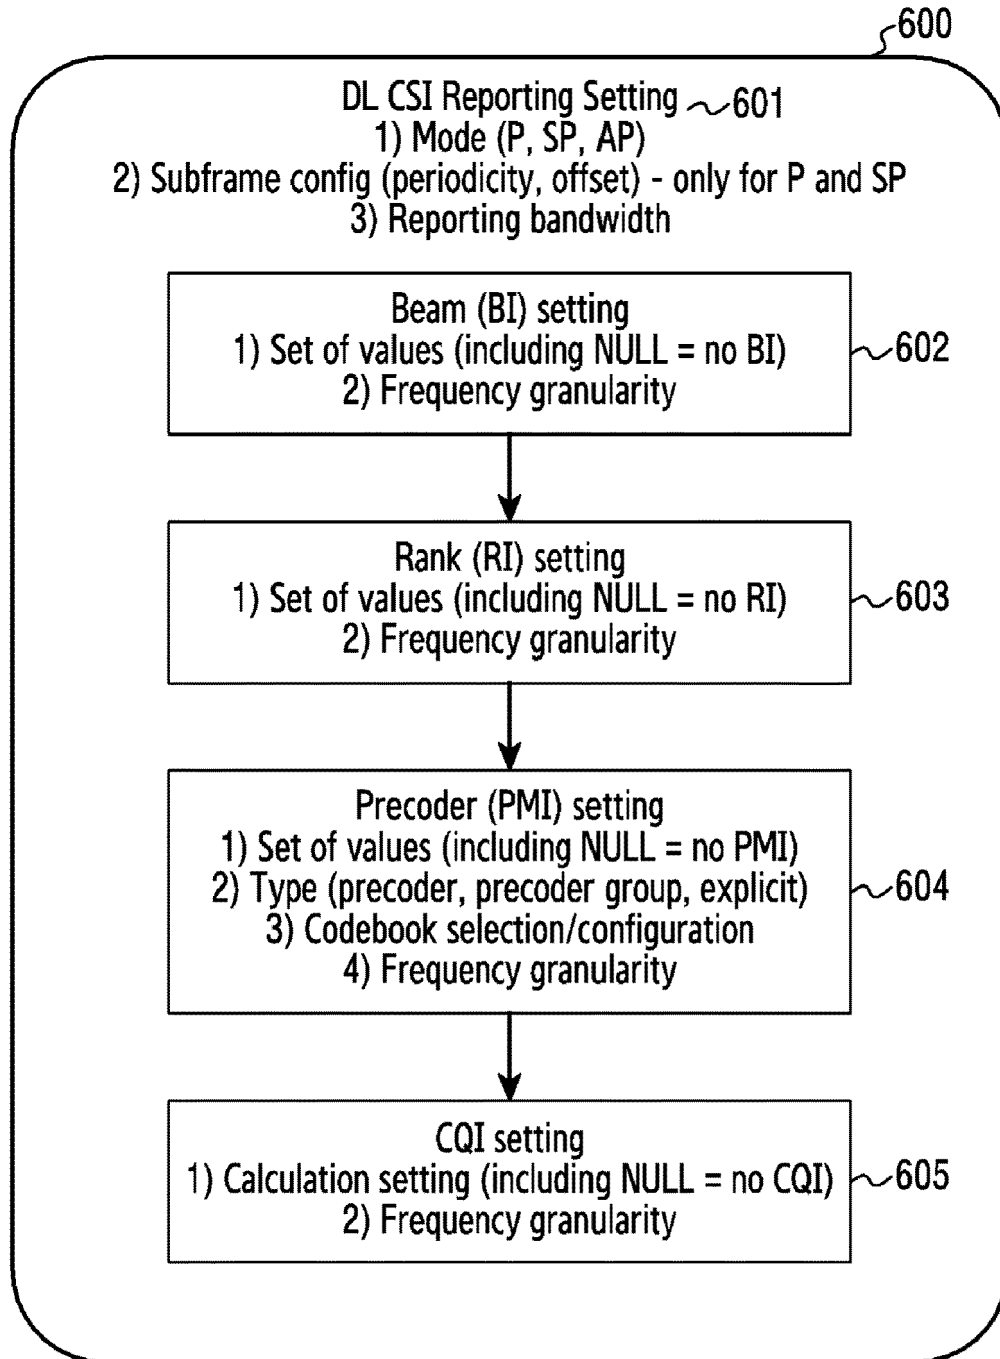 600
DL CSI Reporting Setting 601
1) Mode (P, SP, AP)
2) Subframe config (periodicity, offset) - only for P and SP
3) Reporting bandwidth
Beam (BI) setting
1) Set of values (including NULL = no BI)
2) Frequency granularity
602
Rank (RI) setting
1) Set of values (including NULL = no RI)
2) Frequency granularity
603
Precoder (PMI) setting
1) Set of values (including NULL = no PMI)
2) Type (precoder, precoder group, explicit)
3) Codebook selection/configuration
4) Frequency granularity
604
CQI setting
1) Calculation setting (including NULL = no CQI)
2) Frequency granularity
605